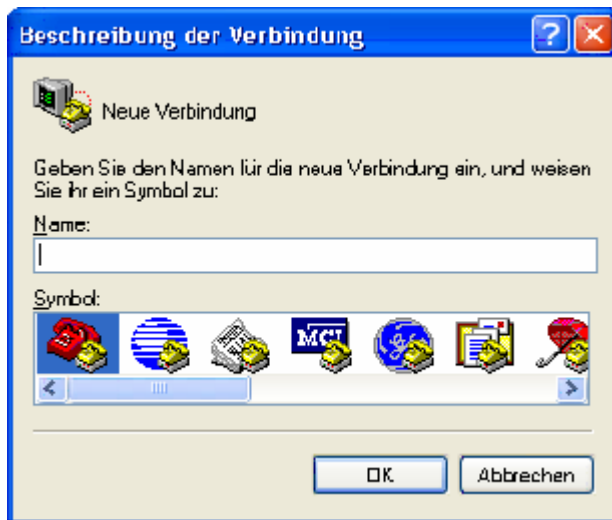 Beschreibung der Verbindung
Neue Verbindung
Geben Sie den Namen für die neue Verbindung ein, und weisen
Sie ihr ein Symbol zu:
Name:
Symbol:
MCI
OK
Abbrechen